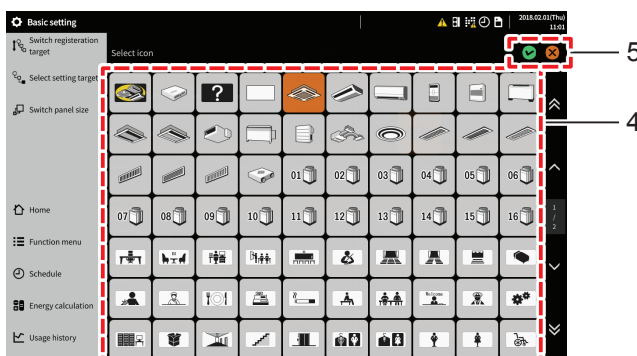 Basic setting
2018.02.01(Thu)
11:01
Switch registeration
target
Select icon
5
Select setting target
?
Switch panel size
4
01 02 03 04 05 06
07 08 09 10 11 12 13 14 15 16
Home
1
/
2
Function menu
Schedule
Welcome
Energy calculation
Usage history